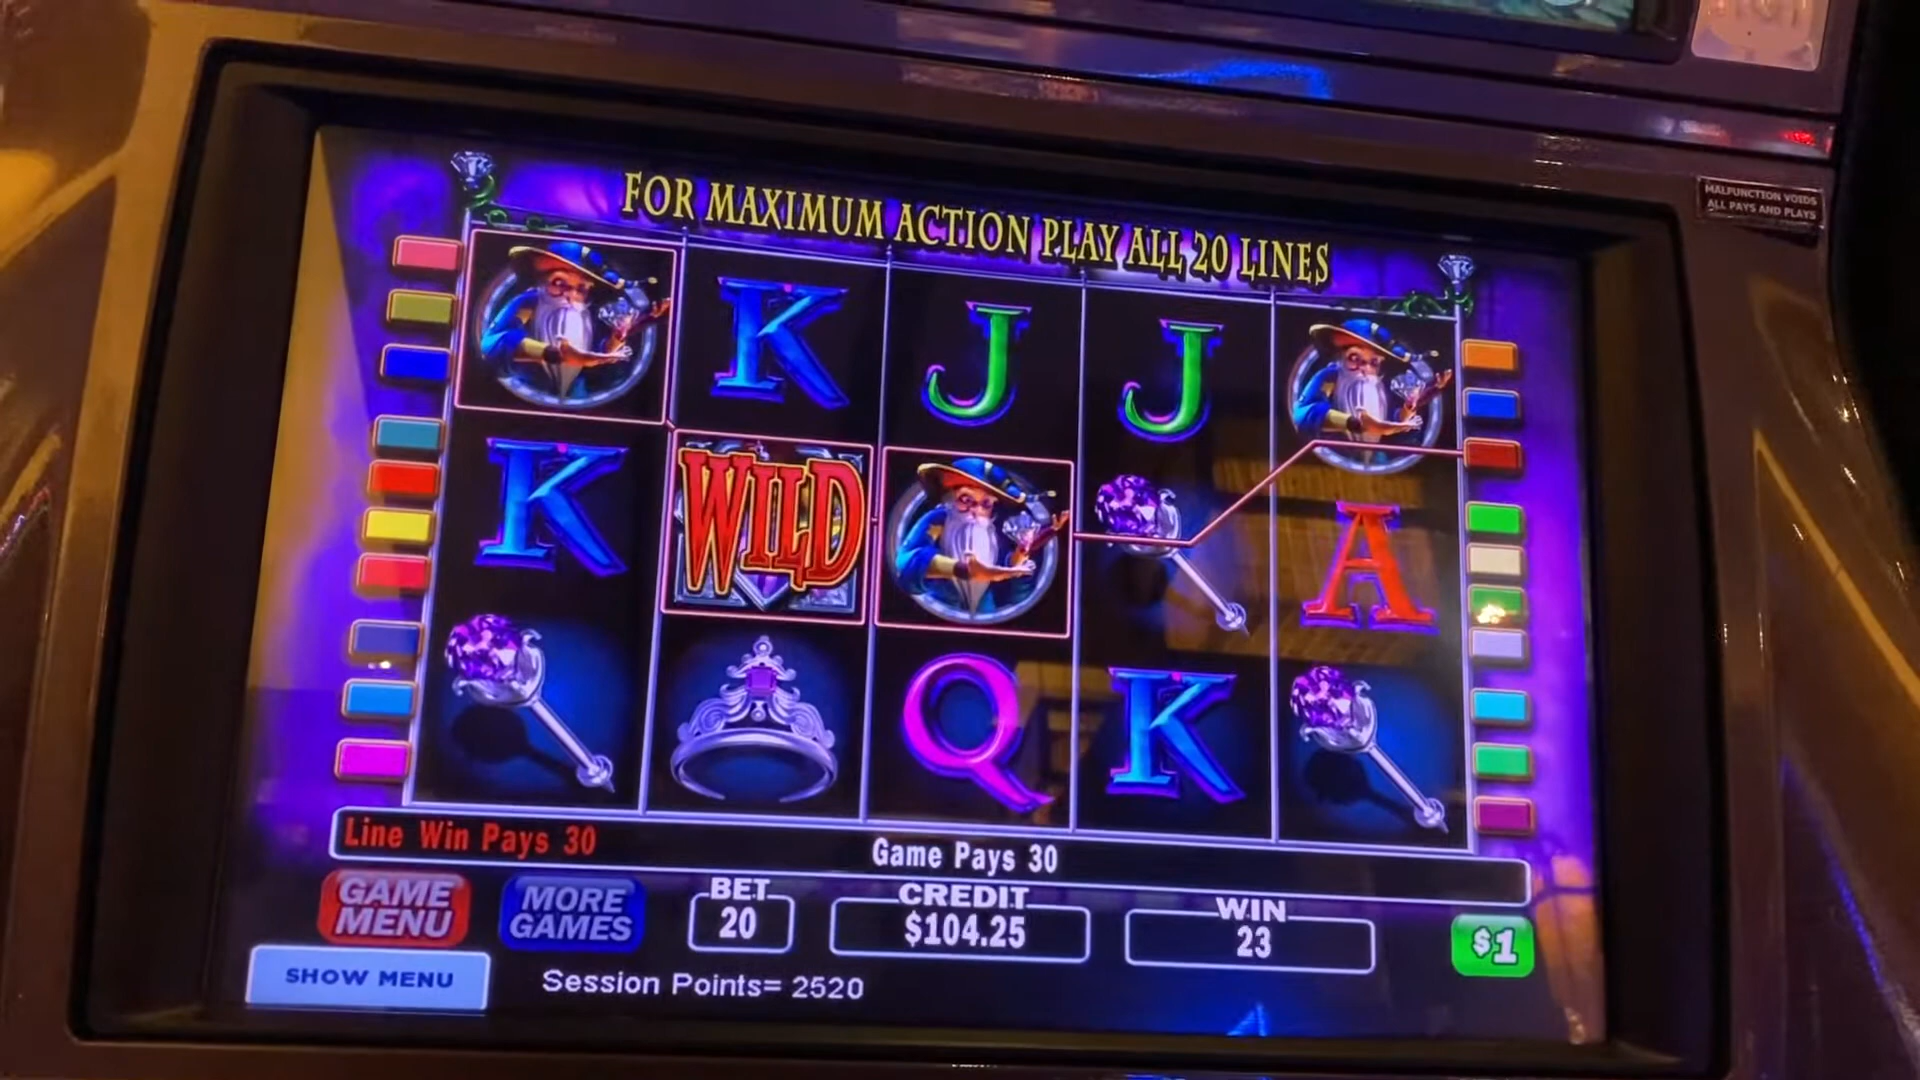 MALFUNCTION VOIDS
ALL PAYS AND PLAYS
FOR MAXIMUM ACTION PLAY ALL 20 LINES
K
J
J
K
WILD
A
Q
K
Line Win Pays 30
Game Pays 30
GAME
MENU
MORE
GAMES
BET
20
CREDIT
$104.25
WIN
23
$1
SHOW MENU
Session Points= 2520